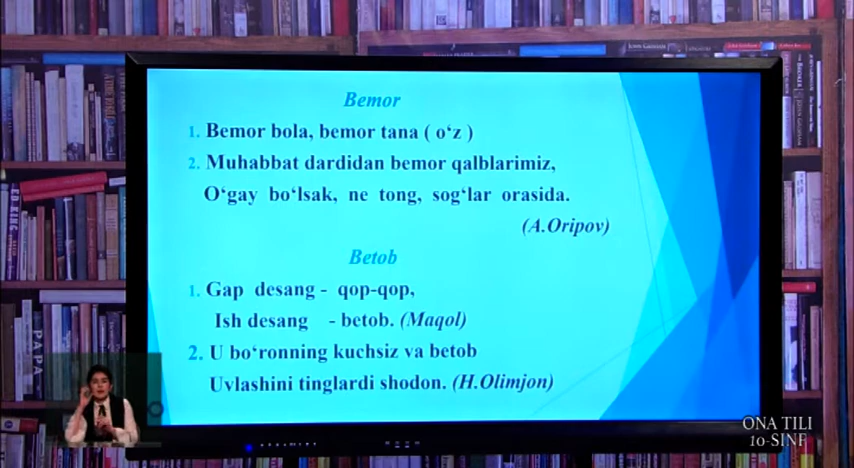 Bemor
1. Bemor bola, bemor tana ( o‘z )
2. Muhabbat dardidan bemor qalblarimiz,
O‘gay bo‘lsak, ne tong, sog‘lar orasida.
(A.Oripov)
Betob
1. Gap desang - qop-qop,
Ish desang - betob. (Maqol)
2. U bo‘ronning kuchsiz va betob
Uvlashini tinglardi shodon. (H.Olimjon)
PAPA
ONA TILI
10-SINF